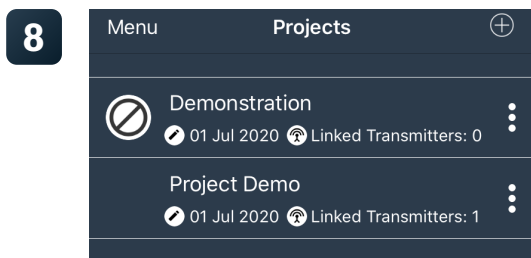 8
Menu Projects
Demonstration
01 Jul 2020 Linked Transmitters: 0
Project Demo
01 Jul 2020 Linked Transmitters: 1